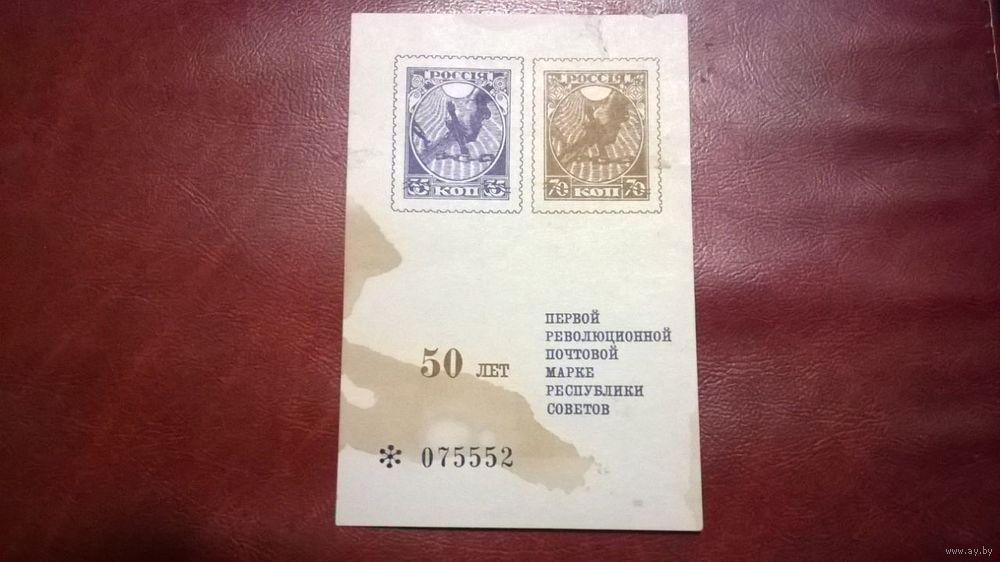 РОССІЯ
РОССІЯ
35 КОП 35
70 КОП 70
50 ЛЕТ
ПЕРВОЙ
РЕВОЛЮЦИОННОЙ
ПОЧТОВОЙ
МАРКЕ
РЕСПУБЛИКИ
СОВЕТОВ
* 075552
www.ay.by